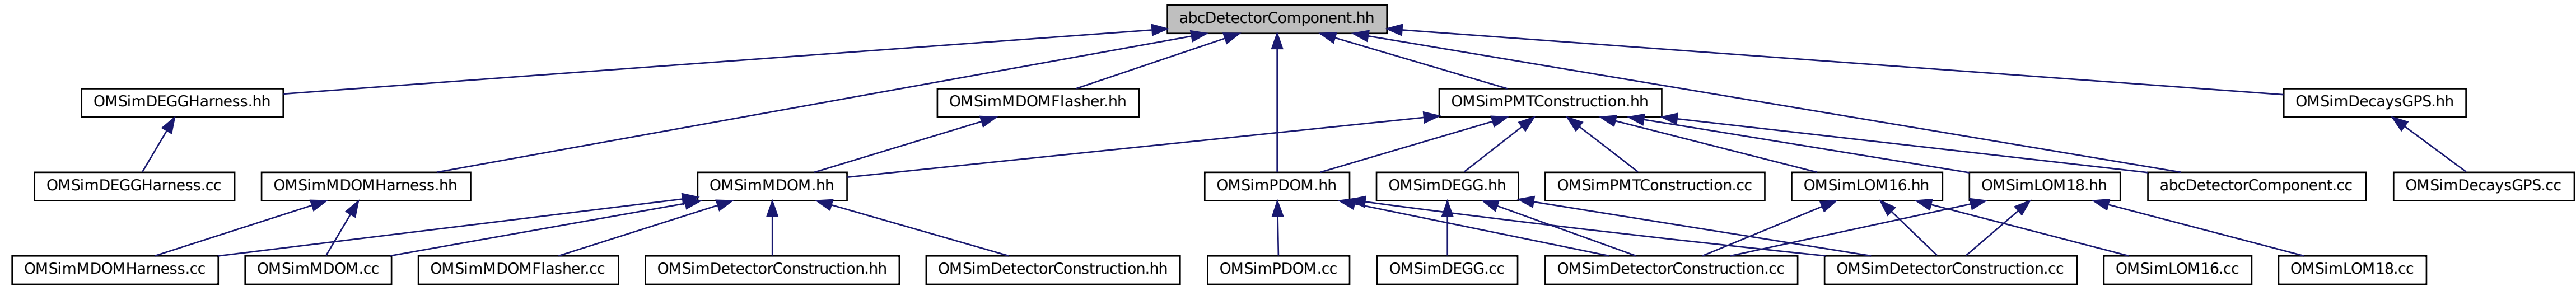 abcDetectorComponent.hh
OMSimDEGGHarness.hh
OMSimMDOMFlasher.hh
OMSimPMTConstruction.hh
OMSimDecaysGPS.hh
OMSimDEGGHarness.cc
OMSimMDOMHarness.hh
OMSimMDOM.hh
OMSimPDOM.hh
OMSimDEGG.hh
OMSimPMTConstruction.cc
OMSimLOM16.hh
OMSimLOM18.hh
abcDetectorComponent.cc
OMSimDecaysGPS.cc
OMSimMDOMHarness.cc
OMSimMDOM.cc
OMSimMDOMFlasher.cc
OMSimDetectorConstruction.hh
OMSimDetectorConstruction.hh
OMSimPDOM.cc
OMSimDEGG.cc
OMSimDetectorConstruction.cc
OMSimDetectorConstruction.cc
OMSimLOM16.cc
OMSimLOM18.cc